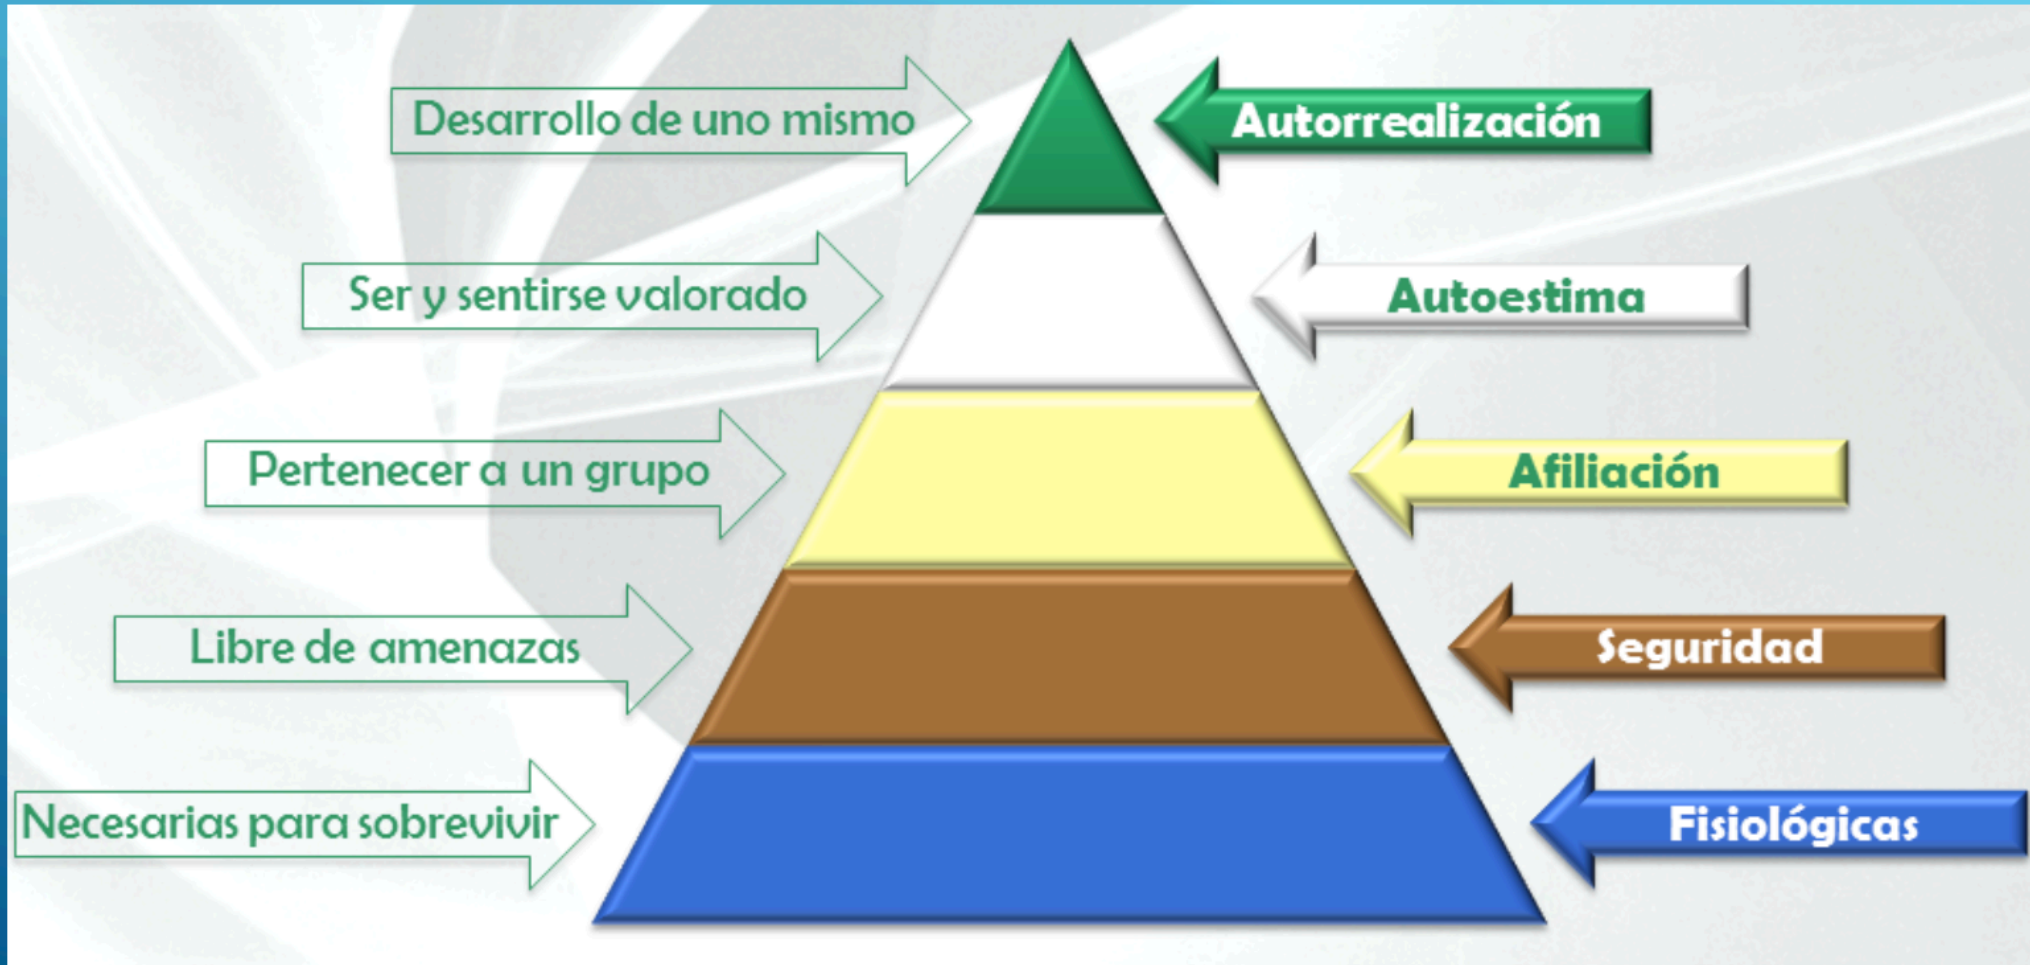 Desarrollo de uno mismo
Autorrealización
Ser y sentirse valorado
Autoestima
Pertenecer a un grupo
Afiliación
Libre de amenazas
Seguridad
Necesarias para sobrevivir
Fisiológicas